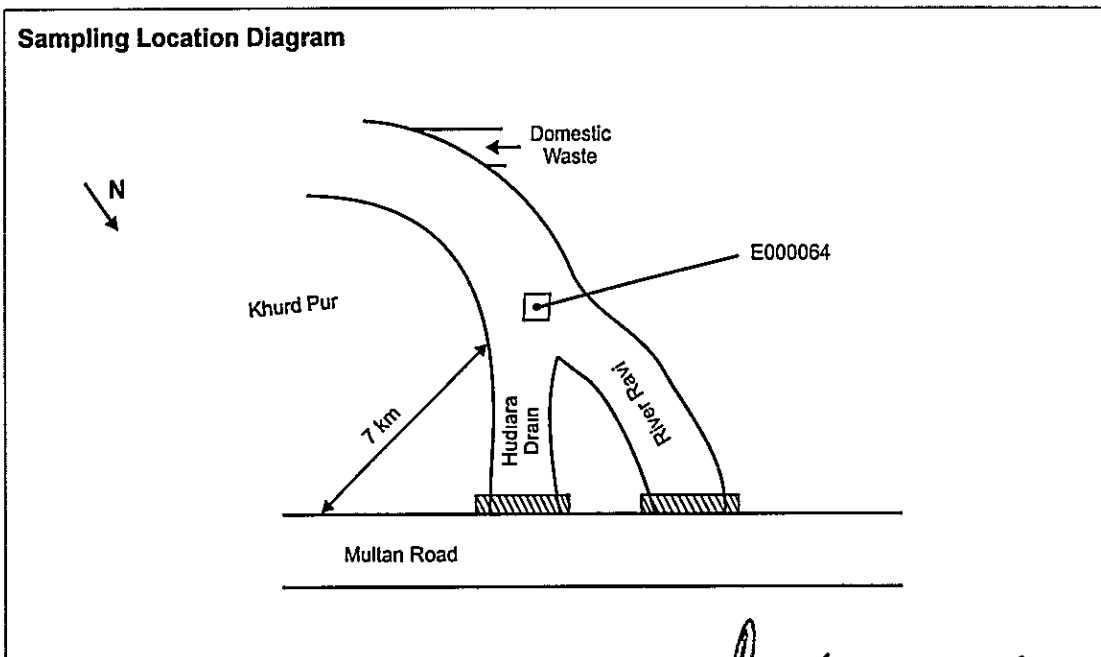 Sampling Location Diagram
Domestic
Waste
N
E000064
Khurd Pur
7 km
Hudiara
Drain
River Ravi
Multan Road